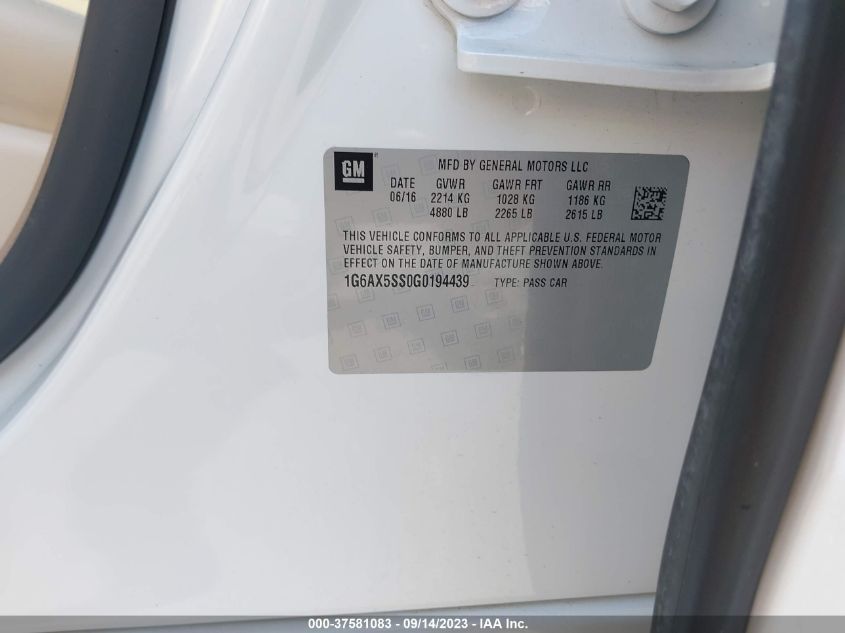 GM
MFD BY GENERAL MOTORS LLC
DATE GVWR GAWR FRT GAWR RR
06/16 2214 KG 1028 KG 1186 KG
4880 LB 2265 LB 2615 LB
THIS VEHICLE CONFORMS TO ALL APPLICABLE U.S. FEDERAL MOTOR
VEHICLE SAFETY, BUMPER, AND THEFT PREVENTION STANDARDS IN
EFFECT ON THE DATE OF MANUFACTURE SHOWN ABOVE.
1G6AX5SS0G0194439 TYPE: PASS CAR
000-37581083 - 09/14/2023 - IAA Inc.